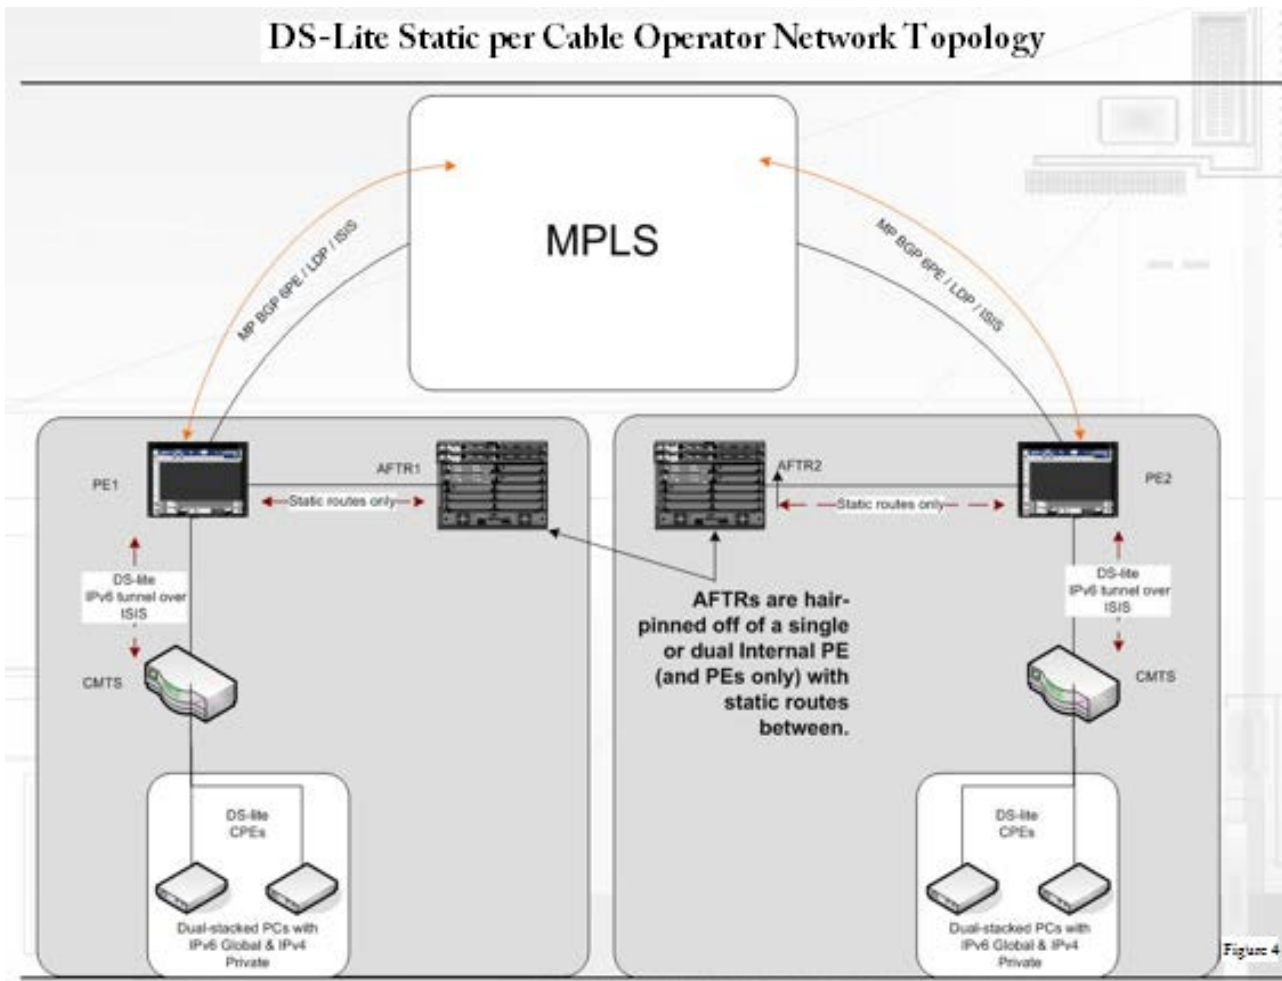 DS-Lite Static per Cable Operator Network Topology
MPLS
MP BGP 6PE / LDP / ISIS
MP BGP 6PE / LDP / ISIS
PE1
AFTR1
Static routes only
AFTR2
Static routes only
PE2
DS-lite
IPv6 tunnel over
ISIS
DS-lite
IPv6 tunnel over
ISIS
AFTRs are hair-
pinned off of a single
or dual Internal PE
(and PEs only) with
static routes
between.
CMTS
CMTS
DS-lite
CPEs
DS-lite
CPEs
Dual-stacked PCs with
IPv6 Global & IPv4
Private
Dual-stacked PCs with
IPv6 Global & IPv4
Private
Figure 4